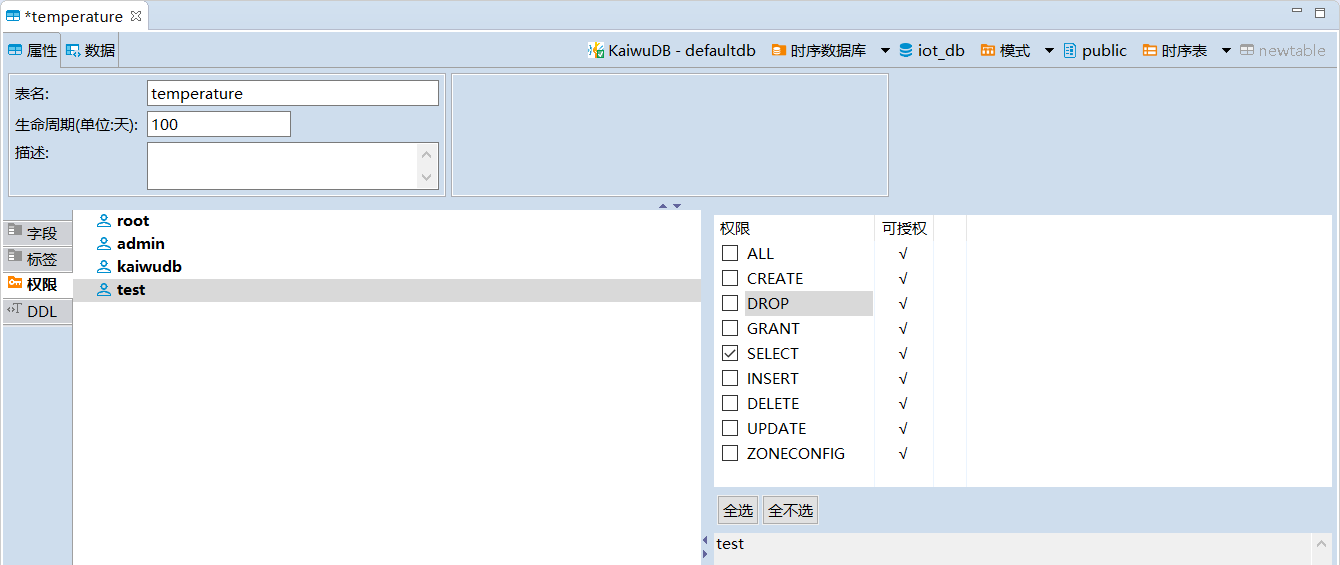 *temperature
属性 数据 KaiwuDB - defaultdb 时序数据库 iot_db 模式 public 时序表 newtable
表名: temperature
生命周期(单位:天): 100
描述:
字段
标签
权限
DDL
root
admin
kaiwudb
test
权限 可授权
ALL √
CREATE √
DROP √
GRANT √
SELECT √
INSERT √
DELETE √
UPDATE √
ZONECONFIG √
全选 全不选
test